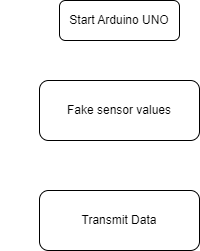 Start Arduino UNO
Fake sensor values
Transmit Data